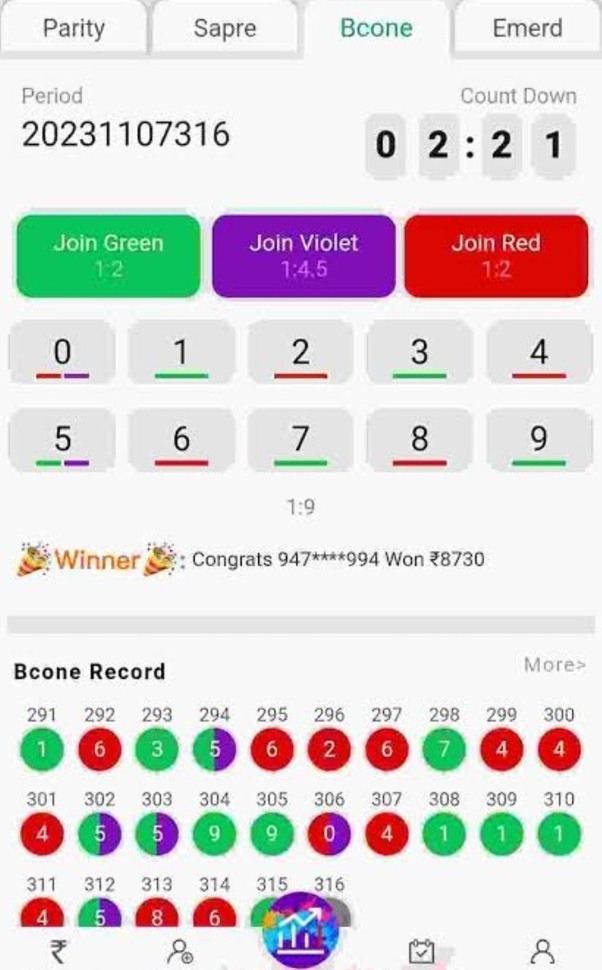 Parity Sapre Bcone Emerd
Period Count Down
20231107316 0 2 : 2 1
Join Green Join Violet Join Red
1:2 1:4.5 1:2
0 1 2 3 4
5 6 7 8 9
1:9
Winner : Congrats 947****994 Won ₹8730
Bcone Record More>
291 292 293 294 295 296 297 298 299 300
1 6 3 5 6 2 6 7 4 4
301 302 303 304 305 306 307 308 309 310
4 5 5 9 9 0 4 1 1 1
311 312 313 314 315 316
4 5 8 6
₹